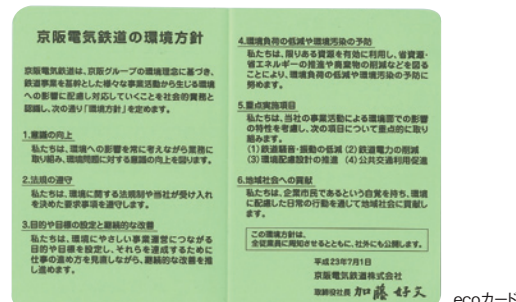 京阪電気鉄道の環境方針
京阪電気鉄道は、京阪グループの環境理念に基づき、
鉄道事業を基幹とした様々な事業活動から生じる環境
への影響に配慮し対応していくことを社会的責務と
認識し、次の通り「環境方針」を定めます。
1.意識の向上
私たちは、環境への影響を常に考えながら業務に
取り組み、環境問題に対する意識の向上を図ります。
2.法規の遵守
私たちは、環境に関する法規制や当社が受け入れ
を決めた要求事項を遵守します。
3.目的や目標の設定と継続的な改善
私たちは、環境にやさしい事業運営につながる
目的や目標を設定し、それらを達成するために
仕事の進め方を見直しながら、継続的な改善を推
し進めます。
4.環境負荷の低減や環境汚染の予防
私たちは、限りある資源を有効に利用し、省資源・
省エネルギーの推進や廃棄物の削減などを図る
ことにより、環境負荷の低減や環境汚染の予防に
努めます。
5.重点実施項目
私たちは、当社の事業活動による環境面での影響
の特性を考慮し、次の項目について重点的に取り
組みます。
(1)鉄道騒音・振動の低減 (2)鉄道電力の削減
(3)環境配慮設計の推進 (4)公共交通利用促進
6.地域社会への貢献
私たちは、企業市民であるという自覚を持ち、環境
に配慮した日常の行動を通じて地域社会に貢献し
ます。
この環境方針は、
全従業員に周知させるとともに、社外にも公開します。
平成23年7月1日
京阪電気鉄道株式会社
取締役社長 加藤 好文
ecoカード